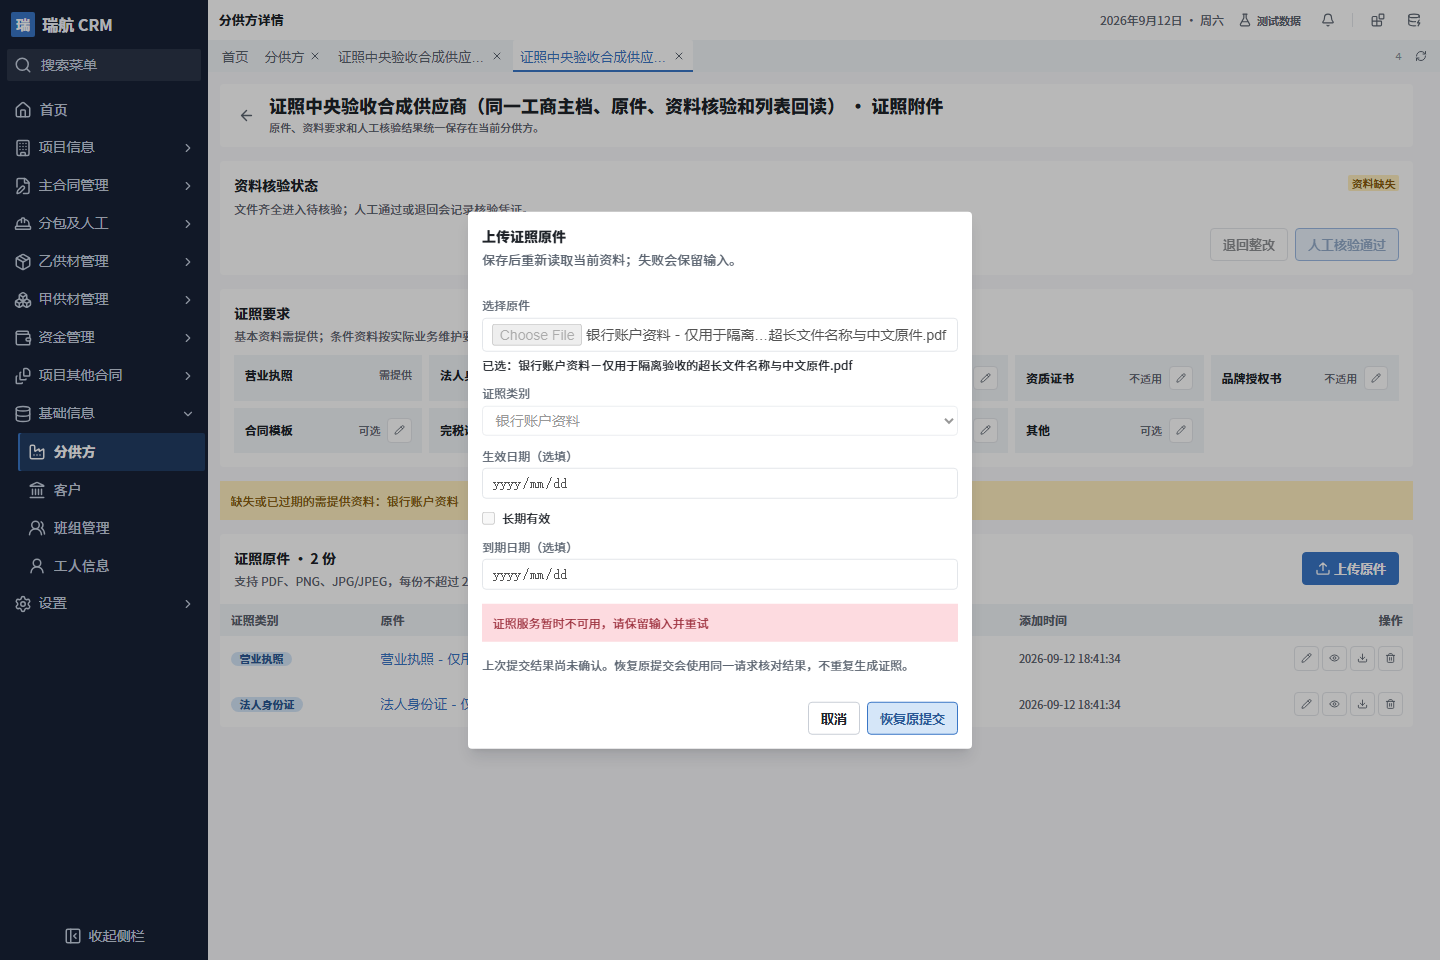 瑞 瑞航 CRM
搜索菜单
首页
项目信息
主合同管理
分包及人工
乙供材管理
甲供材管理
资金管理
项目其他合同
基础信息
分供方
客户
班组管理
工人信息
设置
收起侧栏
分供方详情
2026年9月12日 • 周六 测试数据
首页 分供方 证照中央验收合成供应... 证照中央验收合成供应... 4
证照中央验收合成供应商（同一工商主档、原件、资料核验和列表回读） • 证照附件
原件、资料要求和人工核验结果统一保存在当前分供方。
资料核验状态 资料缺失
文件齐全进入待核验；人工通过或退回会记录核验凭证。
退回整改 人工核验通过
证照要求
基本资料需提供；条件资料按实际业务维护
营业执照 需提供 法人 资质证书 不适用 品牌授权书 不适用
合同模板 可选 完税 其他 可选
缺失或已过期的需提供资料：银行账户资料
证照原件 • 2 份
支持 PDF、PNG、JPG/JPEG，每份不超过 2
上传原件
证照类别 原件 添加时间 操作
营业执照 营业执照 - 仅 2026-09-12 18:41:34
法人身份证 法人身份证 - 2026-09-12 18:41:34
上传证照原件
保存后重新读取当前资料；失败会保留输入。
选择原件
Choose File 银行账户资料 - 仅用于隔离...超长文件名称与中文原件.pdf
已选：银行账户资料－仅用于隔离验收的超长文件名称与中文原件.pdf
证照类别
银行账户资料
生效日期（选填）
yyyy/mm/dd
长期有效
到期日期（选填）
yyyy/mm/dd
证照服务暂时不可用，请保留输入并重试
上次提交结果尚未确认。恢复原提交会使用同一请求核对结果，不重复生成证照。
取消 恢复原提交